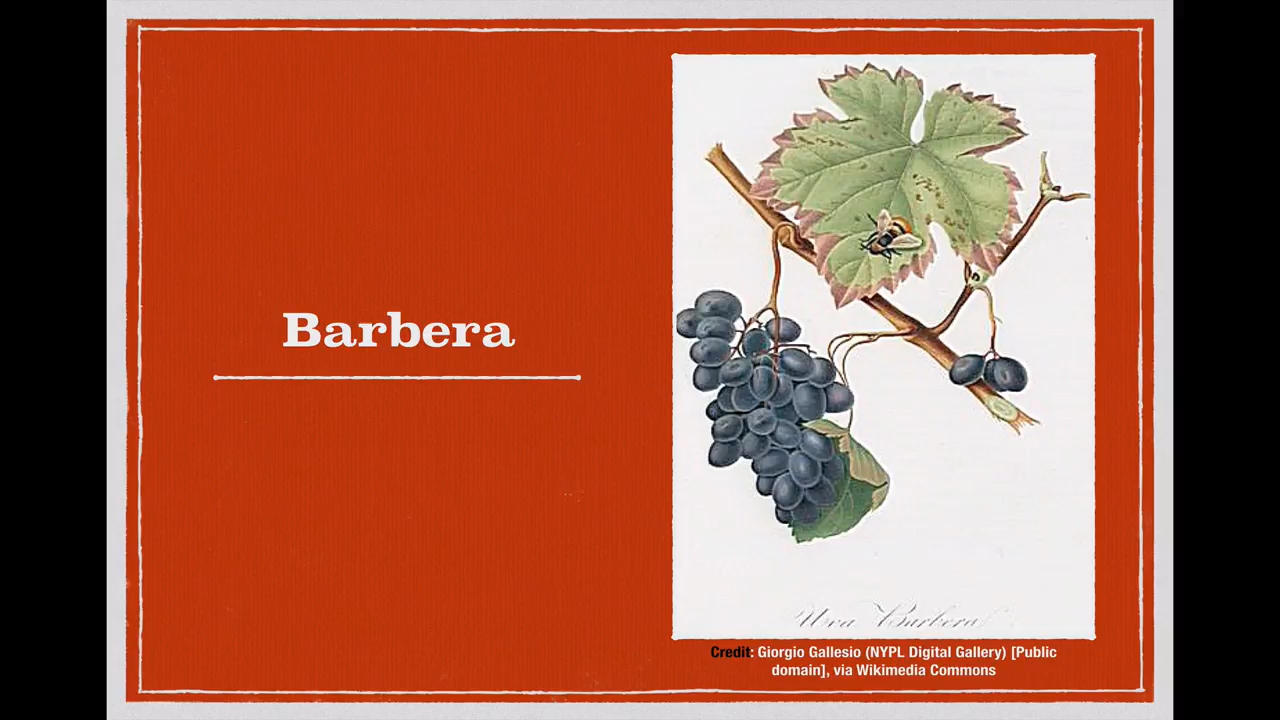 Barbera
Uva Barbera
Credit: Giorgio Gallesio (NYPL Digital Gallery) [Public
domain], via Wikimedia Commons